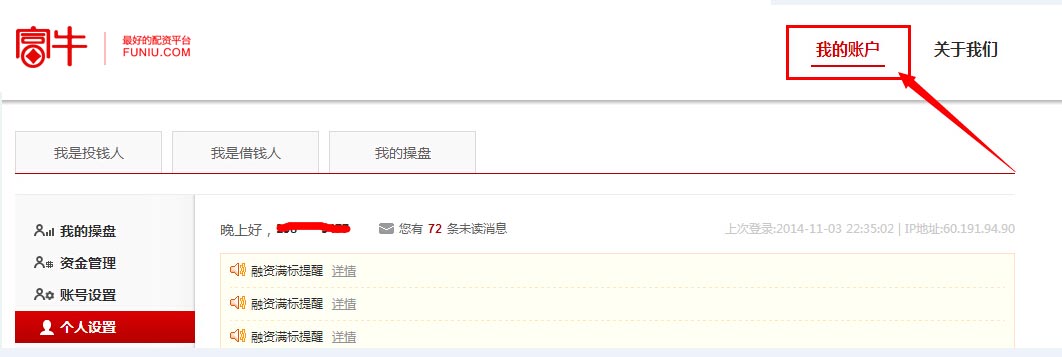 富牛 最好的配资平台
FUNIU.COM
我的账户 关于我们
我是投钱人 我是借钱人 我的操盘
我的操盘
资金管理
账号设置
个人设置
晚上好， 您有 72 条未读消息 上次登录:2014-11-03 22:35:02 | IP地址:60.191.94.90
融资满标提醒 详情
融资满标提醒 详情
融资满标提醒 详情